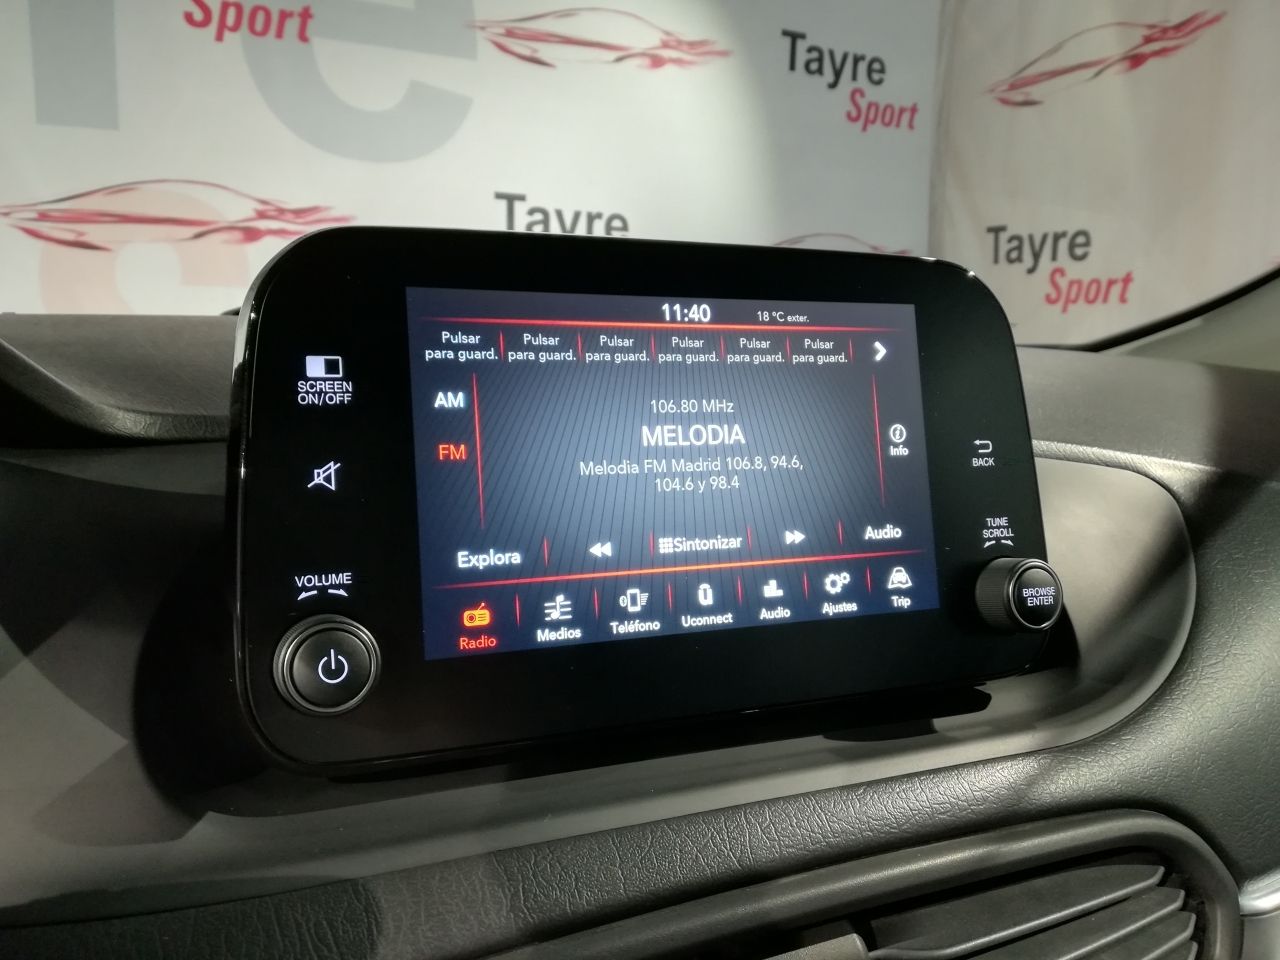 re
Sport
Tayre
Sport
Tayre
Tayre
Sport
11:40
18 °C exter.
Pulsar para guard.
Pulsar para guard.
Pulsar para guard.
Pulsar para guard.
Pulsar para guard.
Pulsar para guard.
AM
FM
106.80 MHz
MELODIA
Melodia FM Madrid 106.8, 94.6,
104.6 y 98.4
Info
Explora
Sintonizar
Audio
Radio
Medios
Teléfono
Uconnect
Audio
Ajustes
Trip
SCREEN
ON/OFF
VOLUME
BACK
TUNE
SCROLL
BROWSE
ENTER